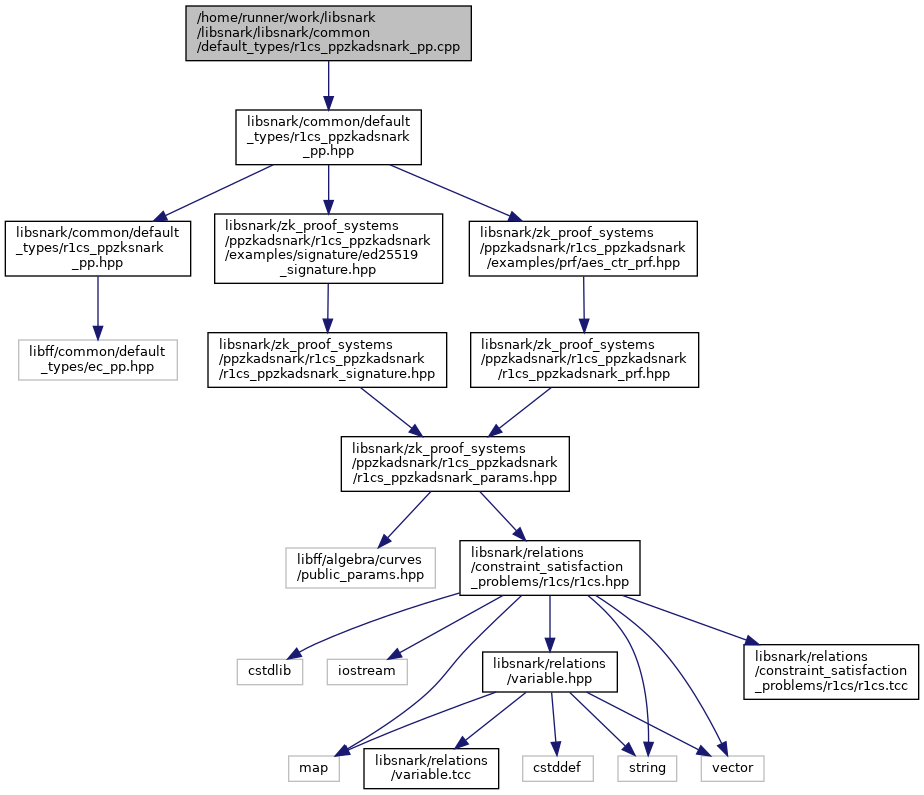 /home/runner/work/libsnark
/libsnark/libsnark/common
/default_types/r1cs_ppzkadsnark_pp.cpp
libsnark/common/default
_types/r1cs_ppzkadsnark
_pp.hpp
libsnark/common/default
_types/r1cs_ppzksnark
_pp.hpp
libsnark/zk_proof_systems
/ppzkadsnark/r1cs_ppzkadsnark
/examples/signature/ed25519
_signature.hpp
libsnark/zk_proof_systems
/ppzkadsnark/r1cs_ppzkadsnark
/examples/prf/aes_ctr_prf.hpp
libff/common/default
_types/ec_pp.hpp
libsnark/zk_proof_systems
/ppzkadsnark/r1cs_ppzkadsnark
/r1cs_ppzkadsnark_signature.hpp
libsnark/zk_proof_systems
/ppzkadsnark/r1cs_ppzkadsnark
/r1cs_ppzkadsnark_prf.hpp
libsnark/zk_proof_systems
/ppzkadsnark/r1cs_ppzkadsnark
/r1cs_ppzkadsnark_params.hpp
libff/algebra/curves
/public_params.hpp
libsnark/relations
/constraint_satisfaction
_problems/r1cs/r1cs.hpp
cstdlib
iostream
libsnark/relations
/variable.hpp
libsnark/relations
/constraint_satisfaction
_problems/r1cs/r1cs.tcc
map
libsnark/relations
/variable.tcc
cstddef
string
vector